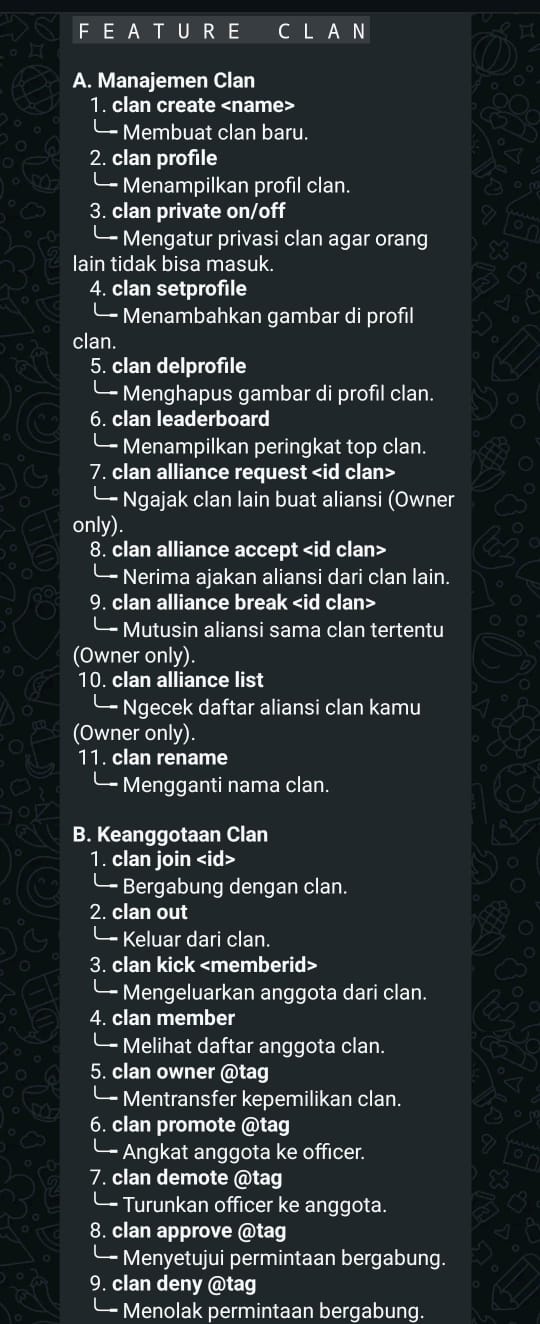 F E A T U R E   C L A N
A. Manajemen Clan
1. clan create <name>
╰╼ Membuat clan baru.
2. clan profile
╰╼ Menampilkan profil clan.
3. clan private on/off
╰╼ Mengatur privasi clan agar orang
lain tidak bisa masuk.
4. clan setprofile
╰╼ Menambahkan gambar di profil
clan.
5. clan delprofile
╰╼ Menghapus gambar di profil clan.
6. clan leaderboard
╰╼ Menampilkan peringkat top clan.
7. clan alliance request <id clan>
╰╼ Ngajak clan lain buat aliansi (Owner
only).
8. clan alliance accept <id clan>
╰╼ Nerima ajakan aliansi dari clan lain.
9. clan alliance break <id clan>
╰╼ Mutusin aliansi sama clan tertentu
(Owner only).
10. clan alliance list
╰╼ Ngecek daftar aliansi clan kamu
(Owner only).
11. clan rename
╰╼ Mengganti nama clan.
B. Keanggotaan Clan
1. clan join <id>
╰╼ Bergabung dengan clan.
2. clan out
╰╼ Keluar dari clan.
3. clan kick <memberid>
╰╼ Mengeluarkan anggota dari clan.
4. clan member
╰╼ Melihat daftar anggota clan.
5. clan owner @tag
╰╼ Mentransfer kepemilikan clan.
6. clan promote @tag
╰╼ Angkat anggota ke officer.
7. clan demote @tag
╰╼ Turunkan officer ke anggota.
8. clan approve @tag
╰╼ Menyetujui permintaan bergabung.
9. clan deny @tag
╰╼ Menolak permintaan bergabung.